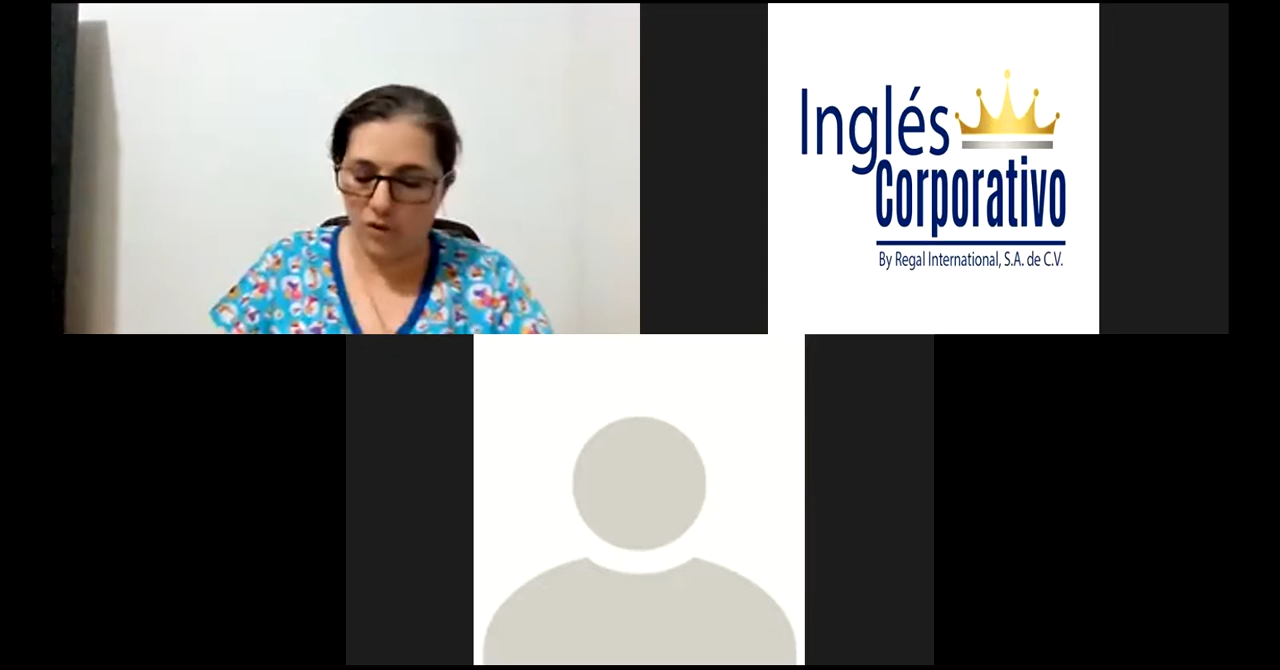 Inglés
Corporativo
By Regal International, S.A. de C.V.